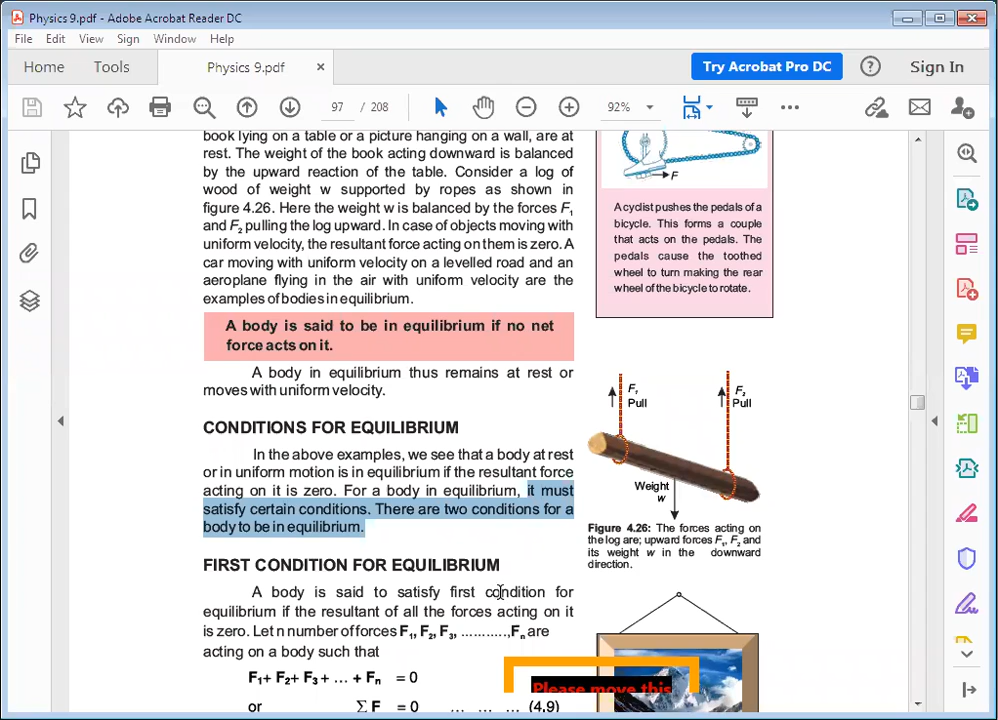 Physics 9.pdf - Adobe Acrobat Reader DC
File Edit View Sign Window Help
Home Tools Physics 9.pdf × Try Acrobat Pro DC ? Sign In
97 / 208 92%
book lying on a table or a picture hanging on a wall, are at
rest. The weight of the book acting downward is balanced
by the upward reaction of the table. Consider a log of
wood of weight w supported by ropes as shown in
figure 4.26. Here the weight w is balanced by the forces F₁
and F₂ pulling the log upward. In case of objects moving with
uniform velocity, the resultant force acting on them is zero. A
car moving with uniform velocity on a levelled road and an
aeroplane flying in the air with uniform velocity are the
examples of bodies in equilibrium.
A body is said to be in equilibrium if no net
force acts on it.
A body in equilibrium thus remains at rest or
moves with uniform velocity.
CONDITIONS FOR EQUILIBRIUM
In the above examples, we see that a body at rest
or in uniform motion is in equilibrium if the resultant force
acting on it is zero. For a body in equilibrium, it must
satisfy certain conditions. There are two conditions for a
body to be in equilibrium.
FIRST CONDITION FOR EQUILIBRIUM
A body is said to satisfy first condition for
equilibrium if the resultant of all the forces acting on it
is zero. Let n number of forces F₁, F₂, F₃, ..........,Fₙ are
acting on a body such that
F₁+ F₂+ F₃ + ... + Fₙ = 0
or ∑ F = 0 ... ... ... (4.9)
F
A cyclist pushes the pedals of a
bicycle. This forms a couple
that acts on the pedals. The
pedals cause the toothed
wheel to turn making the rear
wheel of the bicycle to rotate.
F₁
Pull
F₂
Pull
Weight
w
Figure 4.26: The forces acting on
the log are; upward forces F₁, F₂ and
its weight w in the downward
direction.
Please move this